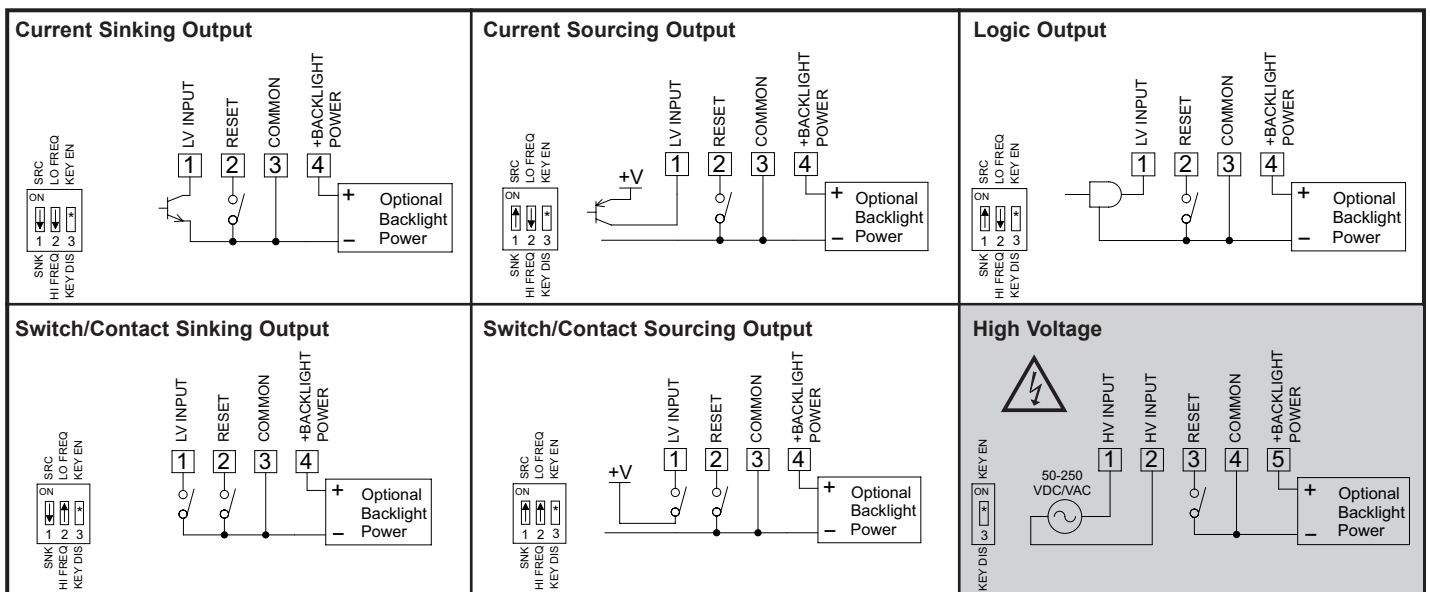 Current Sinking Output
LV INPUT
RESET
COMMON
+BACKLIGHT
POWER
1 2 3 4
SRC
LO FREQ
KEY EN
ON
*
1 2 3
SNK
HI FREQ
KEY DIS
+
Optional
Backlight
Power
–
Current Sourcing Output
LV INPUT
RESET
COMMON
+BACKLIGHT
POWER
1 2 3 4
+V
SRC
LO FREQ
KEY EN
ON
*
1 2 3
SNK
HI FREQ
KEY DIS
+
Optional
Backlight
Power
–
Logic Output
LV INPUT
RESET
COMMON
+BACKLIGHT
POWER
1 2 3 4
SRC
LO FREQ
KEY EN
ON
*
1 2 3
SNK
HI FREQ
KEY DIS
+
Optional
Backlight
Power
–
Switch/Contact Sinking Output
LV INPUT
RESET
COMMON
+BACKLIGHT
POWER
1 2 3 4
SRC
LO FREQ
KEY EN
ON
*
1 2 3
SNK
HI FREQ
KEY DIS
+
Optional
Backlight
Power
–
Switch/Contact Sourcing Output
LV INPUT
RESET
COMMON
+BACKLIGHT
POWER
1 2 3 4
+V
SRC
LO FREQ
KEY EN
ON
*
1 2 3
SNK
HI FREQ
KEY DIS
+
Optional
Backlight
Power
–
High Voltage
HV INPUT
HV INPUT
RESET
COMMON
+BACKLIGHT
POWER
1 2 3 4 5
50-250
VDC/VAC
KEY EN
ON
*
3
KEY DIS
+
Optional
Backlight
Power
–